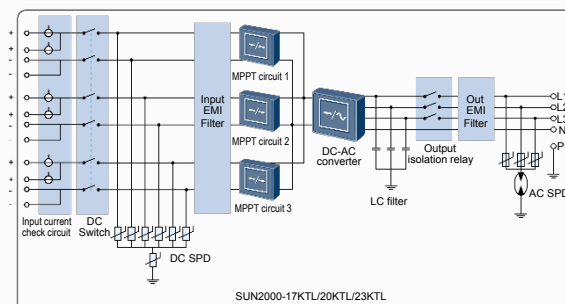 +
+
-
-
+
+
-
-
+
+
-
-
Input current
check circuit
DC
Switch
Input
EMI
Filter
MPPT circuit 1
MPPT circuit 2
MPPT circuit 3
DC SPD
DC-AC
converter
LC filter
Output
isolation relay
Out
EMI
Filter
L1
L2
L3
N
AC SPD
SUN2000-17KTL/20KTL/23KTL